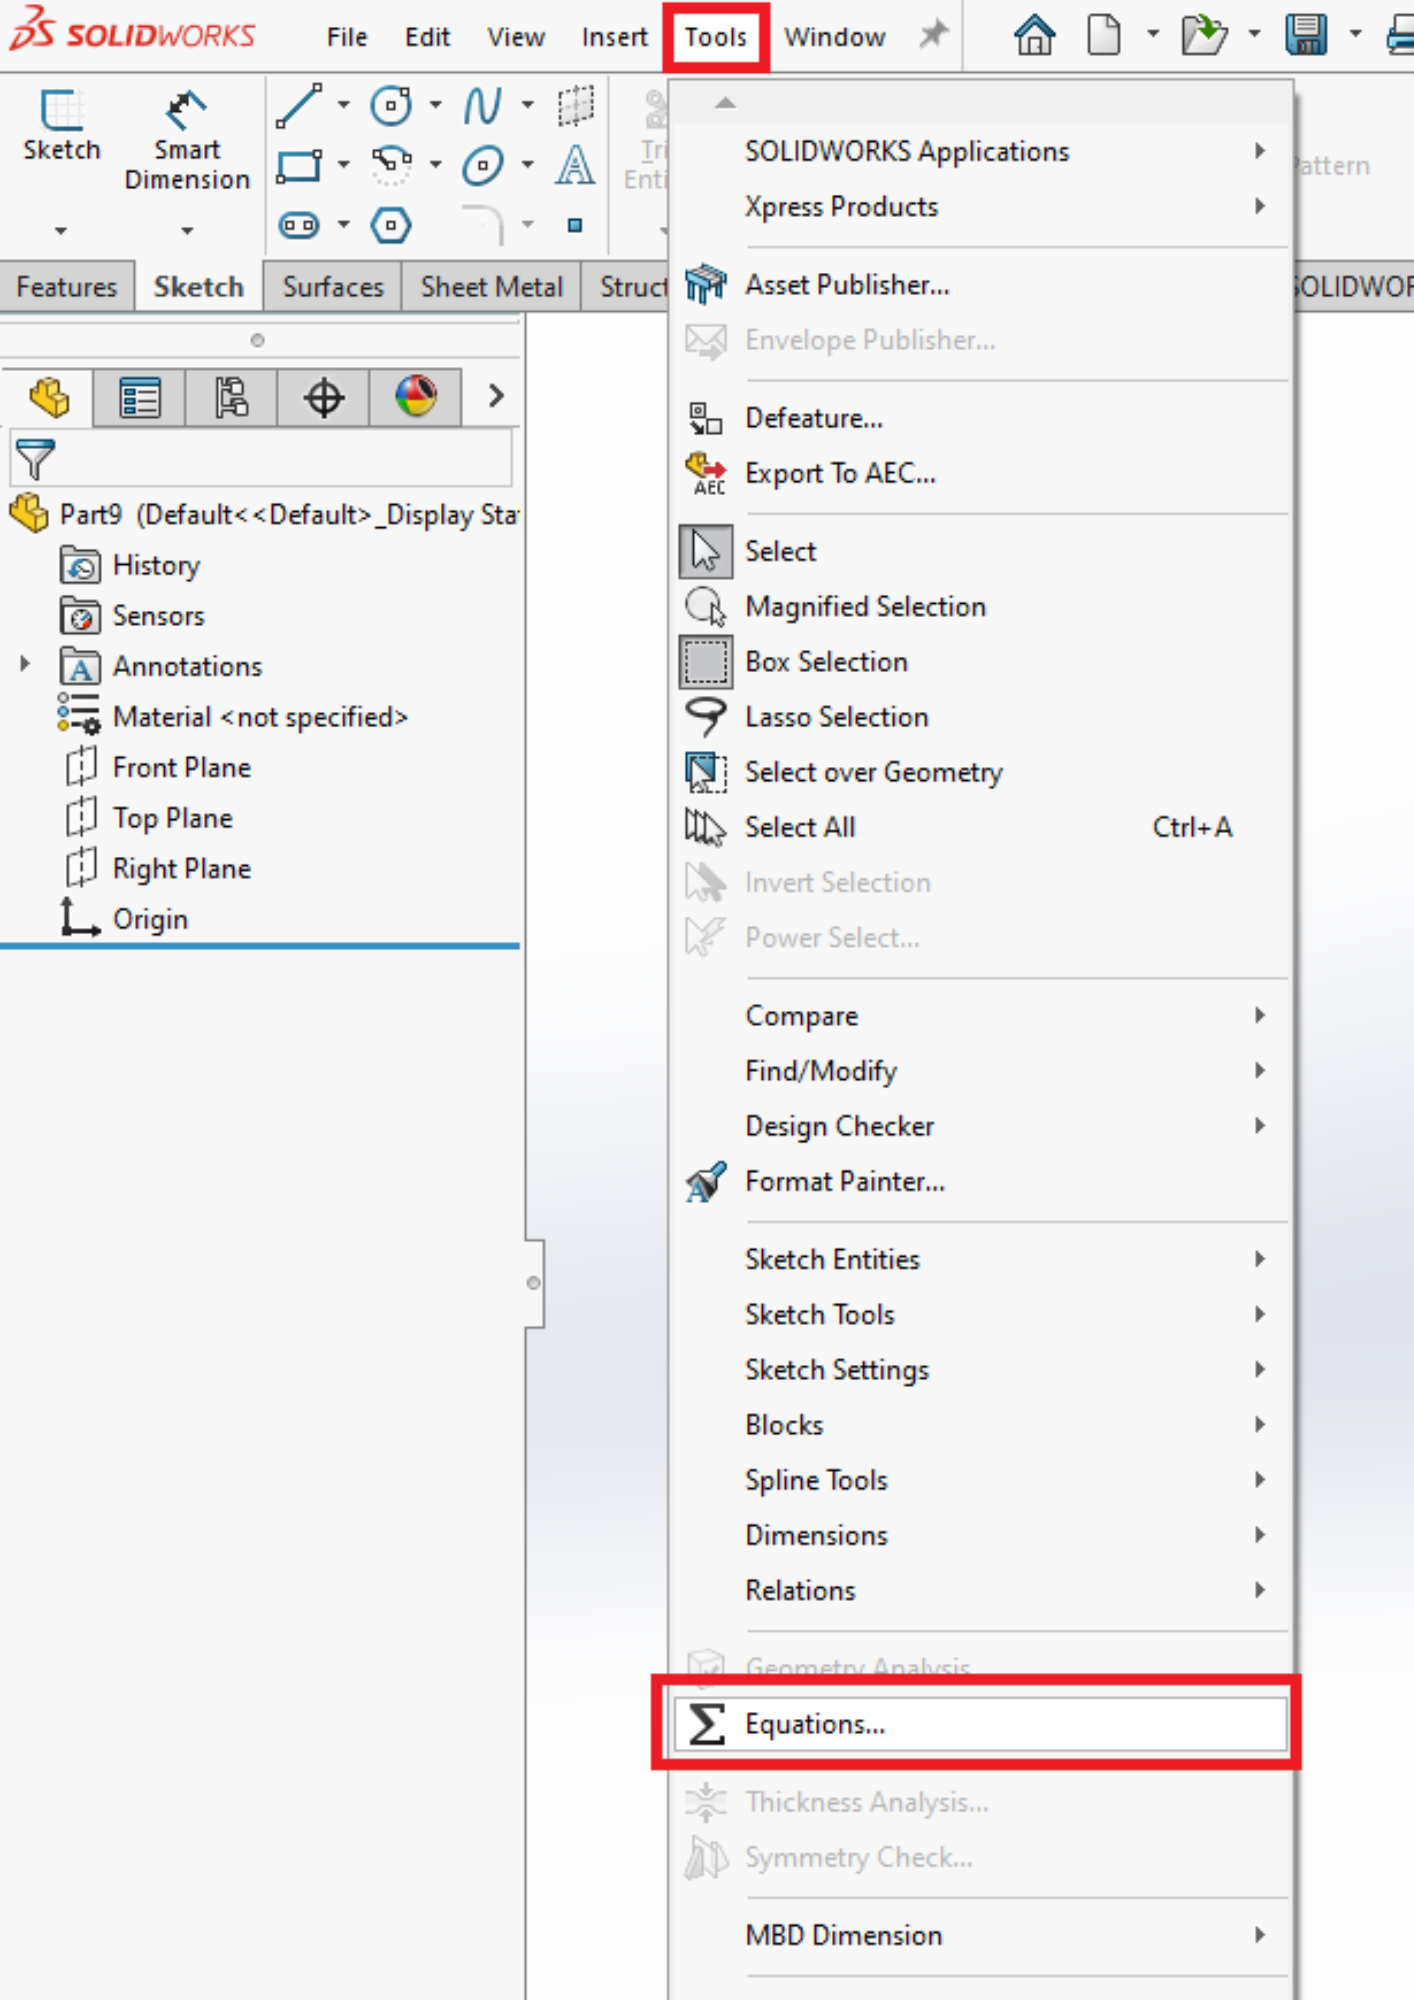 SOLIDWORKS File Edit View Insert Tools Window
Sketch
Smart
Dimension
Tri
Enti
Pattern
Features Sketch Surfaces Sheet Metal Struct
SOLIDWOR
Part9 (Default<<Default>_Display Sta
History
Sensors
Annotations
Material <not specified>
Front Plane
Top Plane
Right Plane
Origin
SOLIDWORKS Applications
Xpress Products
Asset Publisher...
Envelope Publisher...
Defeature...
AEC
Export To AEC...
Select
Magnified Selection
Box Selection
Lasso Selection
Select over Geometry
Select All Ctrl+A
Invert Selection
Power Select...
Compare
Find/Modify
Design Checker
Format Painter...
Sketch Entities
Sketch Tools
Sketch Settings
Blocks
Spline Tools
Dimensions
Relations
Geometry Analysis
Equations...
Thickness Analysis...
Symmetry Check...
MBD Dimension